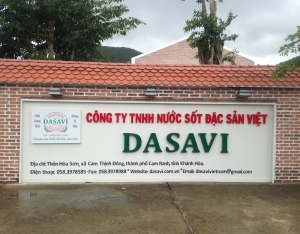 DASAVI
CÔNG TY TNHH NƯỚC SỐT ĐẶC SẢN VIỆT
DASAVI
Địa chỉ: Thôn Hòa Sơn, xã Cam Thịnh Đông, thành phố Cam Ranh, tỉnh Khánh Hòa.
Điện thoại: 058.3978585 - Fax: 058.3978988 * Website: dasavi.com.vn * Email: dasavivietnam@gmail.com